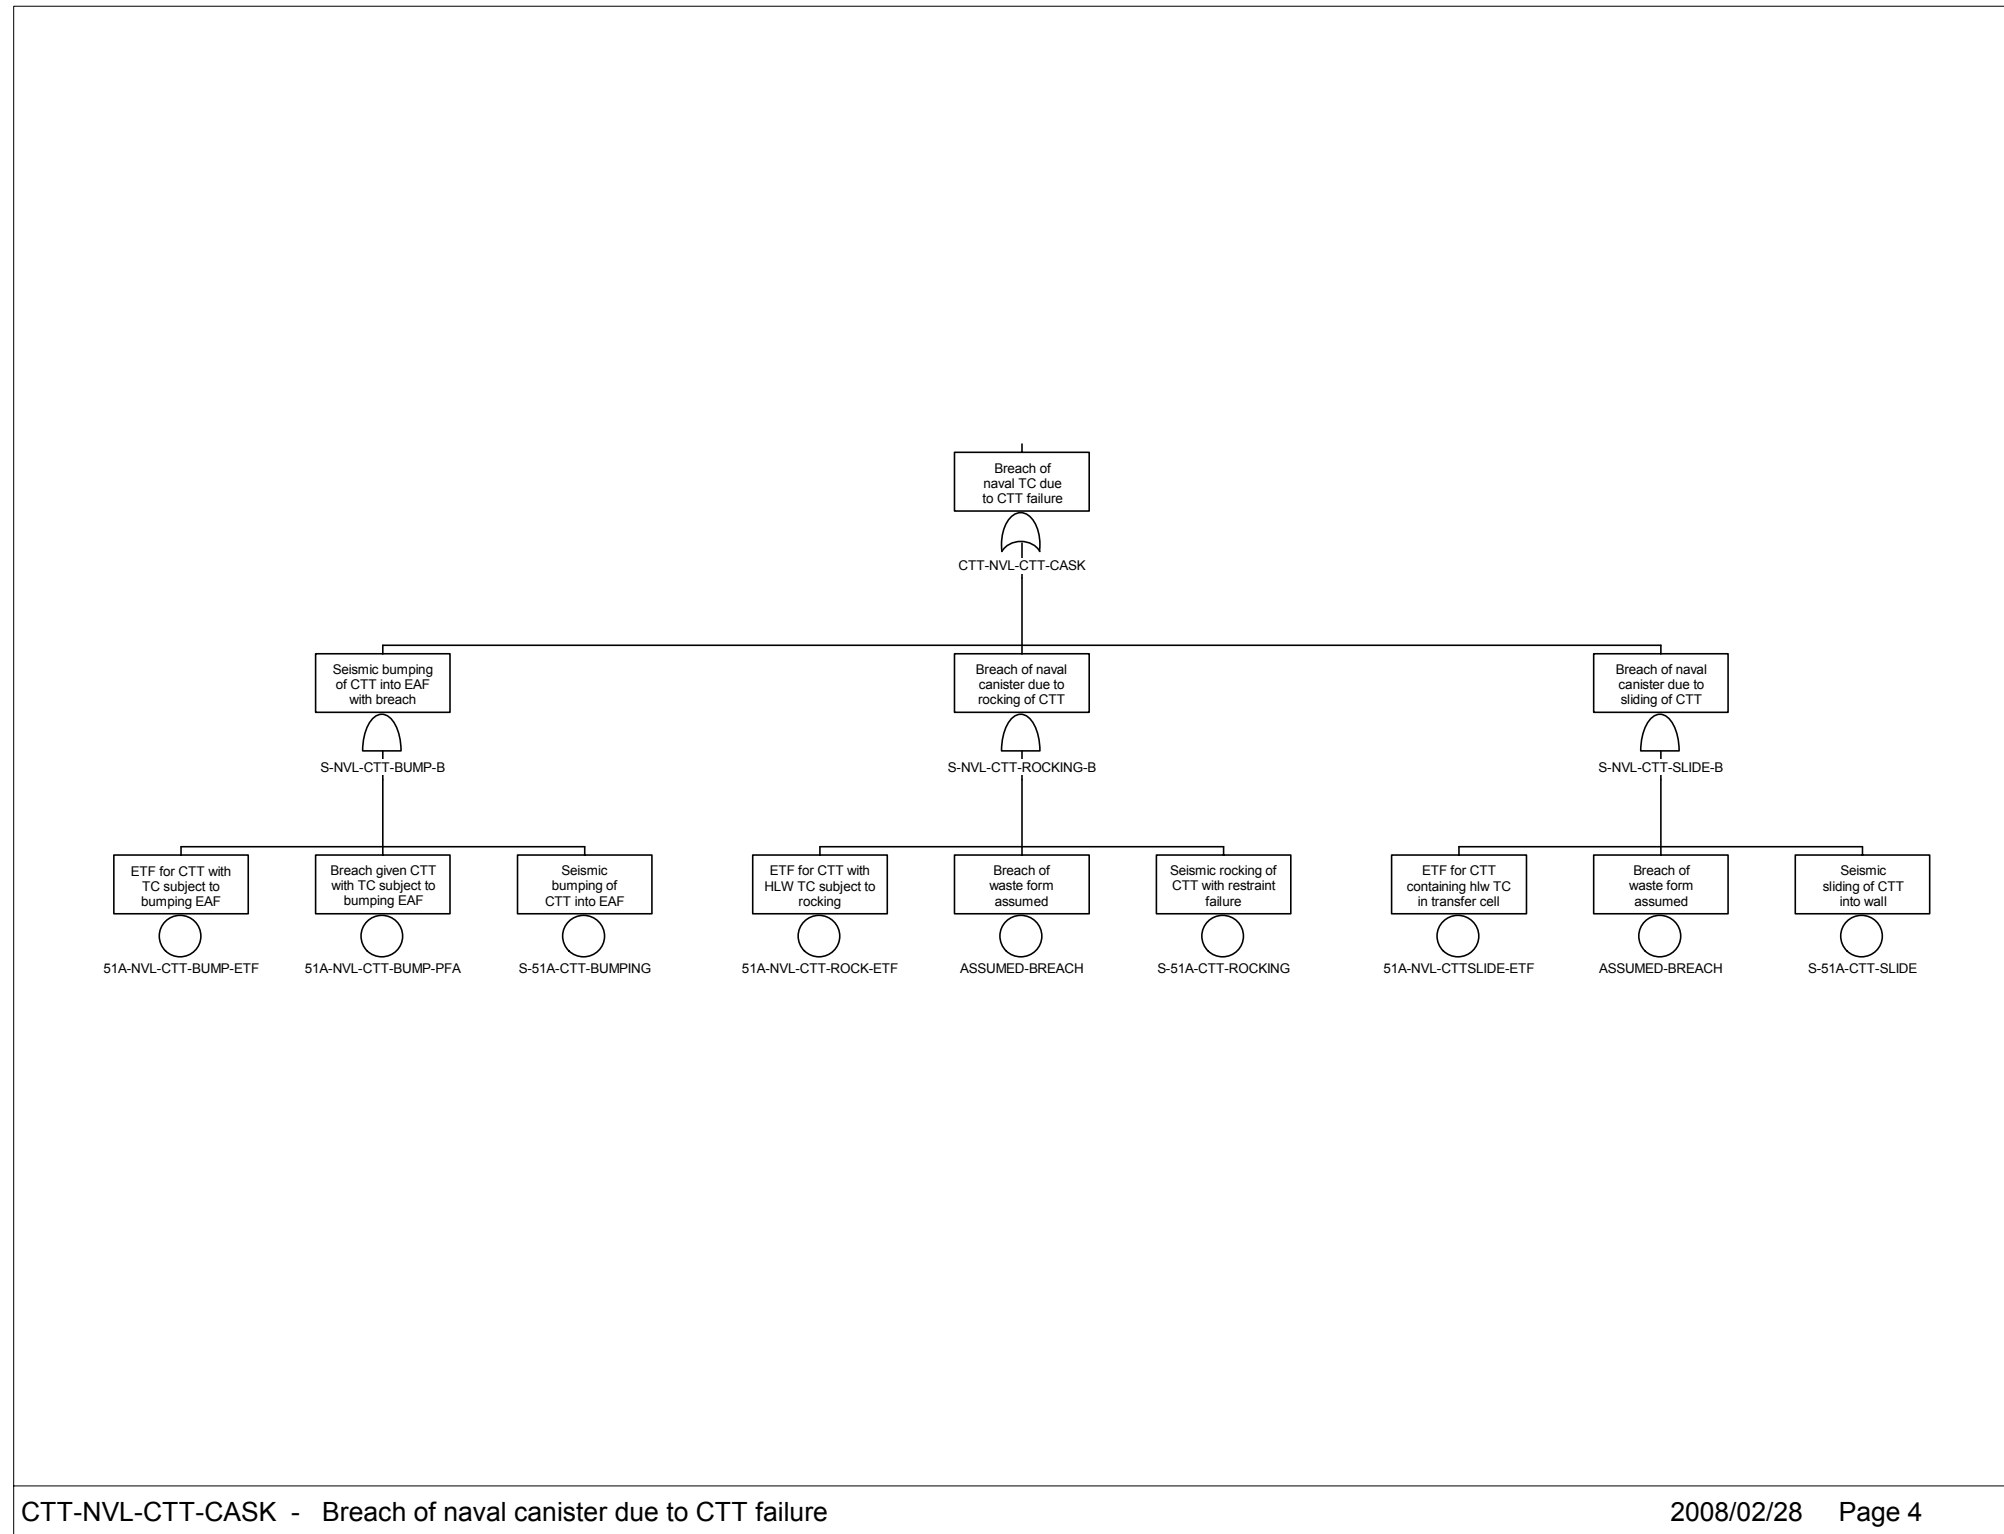 Breach of
naval TC due
to CTT failure
CTT-NVL-CTT-CASK
Seismic bumping
of CTT into EAF
with breach
S-NVL-CTT-BUMP-B
Breach of naval
canister due to
rocking of CTT
S-NVL-CTT-ROCKING-B
Breach of naval
canister due to
sliding of CTT
S-NVL-CTT-SLIDE-B
ETF for CTT with
TC subject to
bumping EAF
51A-NVL-CTT-BUMP-ETF
Breach given CTT
with TC subject to
bumping EAF
51A-NVL-CTT-BUMP-PFA
Seismic
bumping of
CTT into EAF
S-51A-CTT-BUMPING
ETF for CTT with
HLW TC subject to
rocking
51A-NVL-CTT-ROCK-ETF
Breach of
waste form
assumed
ASSUMED-BREACH
Seismic rocking of
CTT with restraint
failure
S-51A-CTT-ROCKING
ETF for CTT
containing hlw TC
in transfer cell
51A-NVL-CTTSLIDE-ETF
Breach of
waste form
assumed
ASSUMED-BREACH
Seismic
sliding of CTT
into wall
S-51A-CTT-SLIDE
CTT-NVL-CTT-CASK - Breach of naval canister due to CTT failure
2008/02/28 Page 4